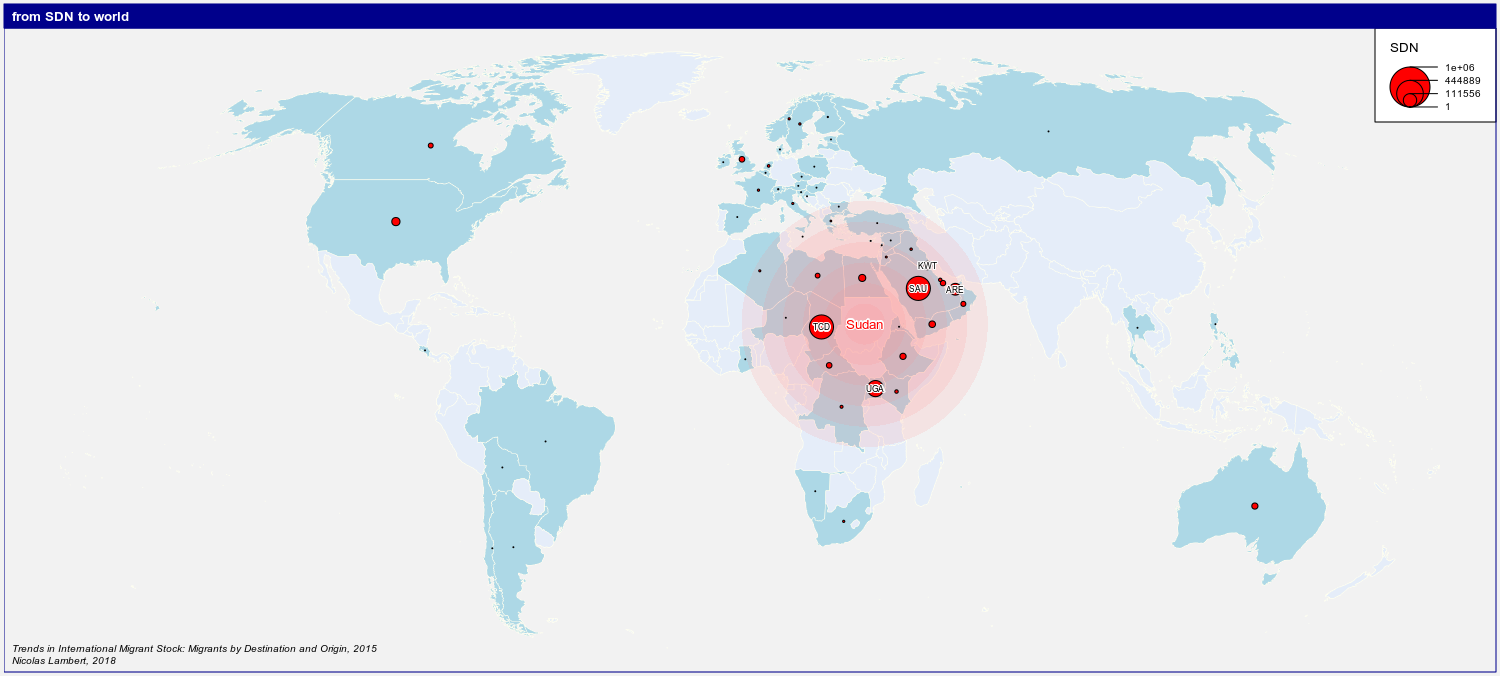 from SDN to world
SDN
1e+06
444889
111556
1
KWT
SAU
ARE
TCD
Sudan
UGA
Trends in International Migrant Stock: Migrants by Destination and Origin, 2015
Nicolas Lambert, 2018